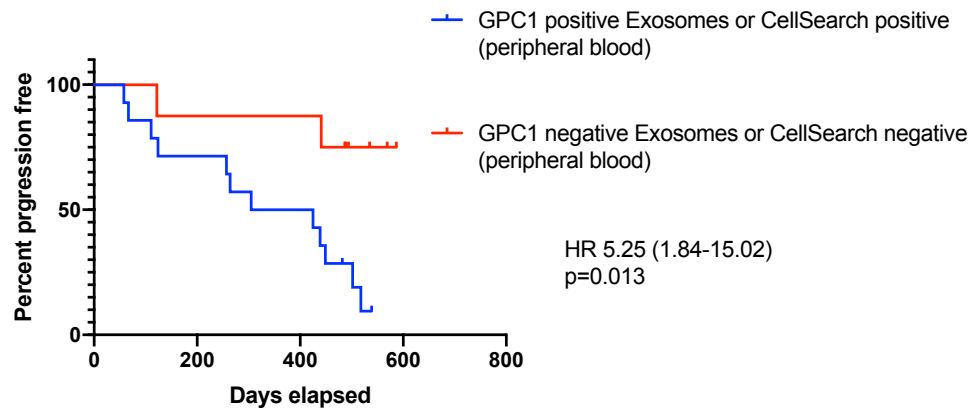 GPC1 positive Exosomes or CellSearch positive
(peripheral blood)
GPC1 negative Exosomes or CellSearch negative
(peripheral blood)
HR 5.25 (1.84-15.02)
p=0.013
Percent prgression free
100
50
0
0 200 400 600 800
Days elapsed